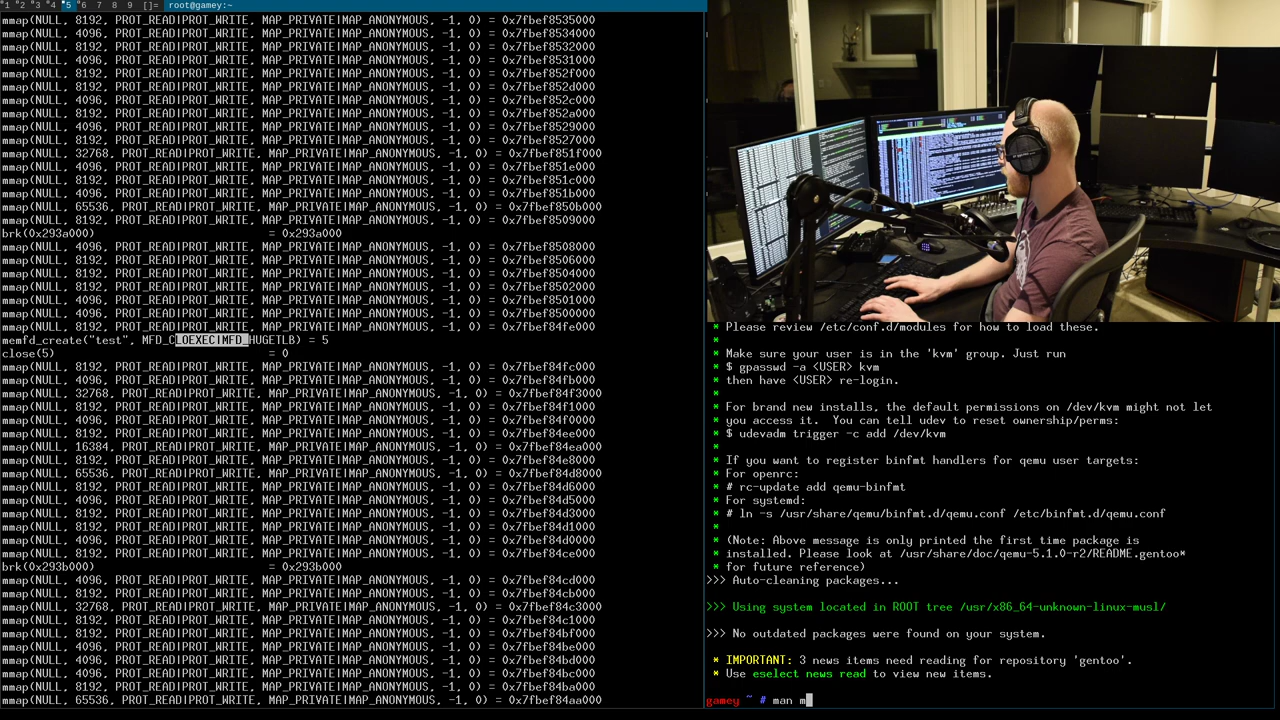 1 2 3 4 5 6 7 8 9 []= root@gamey:~
mmap(NULL, 8192, PROT_READ|PROT_WRITE, MAP_PRIVATE|MAP_ANONYMOUS, -1, 0) = 0x7fbef8535000
mmap(NULL, 4096, PROT_READ|PROT_WRITE, MAP_PRIVATE|MAP_ANONYMOUS, -1, 0) = 0x7fbef8534000
mmap(NULL, 8192, PROT_READ|PROT_WRITE, MAP_PRIVATE|MAP_ANONYMOUS, -1, 0) = 0x7fbef8532000
mmap(NULL, 4096, PROT_READ|PROT_WRITE, MAP_PRIVATE|MAP_ANONYMOUS, -1, 0) = 0x7fbef8531000
mmap(NULL, 8192, PROT_READ|PROT_WRITE, MAP_PRIVATE|MAP_ANONYMOUS, -1, 0) = 0x7fbef852f000
mmap(NULL, 8192, PROT_READ|PROT_WRITE, MAP_PRIVATE|MAP_ANONYMOUS, -1, 0) = 0x7fbef852d000
mmap(NULL, 4096, PROT_READ|PROT_WRITE, MAP_PRIVATE|MAP_ANONYMOUS, -1, 0) = 0x7fbef852c000
mmap(NULL, 8192, PROT_READ|PROT_WRITE, MAP_PRIVATE|MAP_ANONYMOUS, -1, 0) = 0x7fbef852a000
mmap(NULL, 4096, PROT_READ|PROT_WRITE, MAP_PRIVATE|MAP_ANONYMOUS, -1, 0) = 0x7fbef8529000
mmap(NULL, 8192, PROT_READ|PROT_WRITE, MAP_PRIVATE|MAP_ANONYMOUS, -1, 0) = 0x7fbef8527000
mmap(NULL, 32768, PROT_READ|PROT_WRITE, MAP_PRIVATE|MAP_ANONYMOUS, -1, 0) = 0x7fbef851f000
mmap(NULL, 4096, PROT_READ|PROT_WRITE, MAP_PRIVATE|MAP_ANONYMOUS, -1, 0) = 0x7fbef851e000
mmap(NULL, 8192, PROT_READ|PROT_WRITE, MAP_PRIVATE|MAP_ANONYMOUS, -1, 0) = 0x7fbef851c000
mmap(NULL, 4096, PROT_READ|PROT_WRITE, MAP_PRIVATE|MAP_ANONYMOUS, -1, 0) = 0x7fbef851b000
mmap(NULL, 65536, PROT_READ|PROT_WRITE, MAP_PRIVATE|MAP_ANONYMOUS, -1, 0) = 0x7fbef850b000
mmap(NULL, 8192, PROT_READ|PROT_WRITE, MAP_PRIVATE|MAP_ANONYMOUS, -1, 0) = 0x7fbef8509000
brk(0x293a000) = 0x293a000
mmap(NULL, 4096, PROT_READ|PROT_WRITE, MAP_PRIVATE|MAP_ANONYMOUS, -1, 0) = 0x7fbef8508000
mmap(NULL, 8192, PROT_READ|PROT_WRITE, MAP_PRIVATE|MAP_ANONYMOUS, -1, 0) = 0x7fbef8506000
mmap(NULL, 8192, PROT_READ|PROT_WRITE, MAP_PRIVATE|MAP_ANONYMOUS, -1, 0) = 0x7fbef8504000
mmap(NULL, 8192, PROT_READ|PROT_WRITE, MAP_PRIVATE|MAP_ANONYMOUS, -1, 0) = 0x7fbef8502000
mmap(NULL, 4096, PROT_READ|PROT_WRITE, MAP_PRIVATE|MAP_ANONYMOUS, -1, 0) = 0x7fbef8501000
mmap(NULL, 4096, PROT_READ|PROT_WRITE, MAP_PRIVATE|MAP_ANONYMOUS, -1, 0) = 0x7fbef8500000
mmap(NULL, 8192, PROT_READ|PROT_WRITE, MAP_PRIVATE|MAP_ANONYMOUS, -1, 0) = 0x7fbef84fe000
memfd_create("test", MFD_CLOEXEC|MFD_HUGETLB) = 5
close(5) = 0
mmap(NULL, 8192, PROT_READ|PROT_WRITE, MAP_PRIVATE|MAP_ANONYMOUS, -1, 0) = 0x7fbef84fc000
mmap(NULL, 4096, PROT_READ|PROT_WRITE, MAP_PRIVATE|MAP_ANONYMOUS, -1, 0) = 0x7fbef84fb000
mmap(NULL, 32768, PROT_READ|PROT_WRITE, MAP_PRIVATE|MAP_ANONYMOUS, -1, 0) = 0x7fbef84f3000
mmap(NULL, 8192, PROT_READ|PROT_WRITE, MAP_PRIVATE|MAP_ANONYMOUS, -1, 0) = 0x7fbef84f1000
mmap(NULL, 4096, PROT_READ|PROT_WRITE, MAP_PRIVATE|MAP_ANONYMOUS, -1, 0) = 0x7fbef84f0000
mmap(NULL, 8192, PROT_READ|PROT_WRITE, MAP_PRIVATE|MAP_ANONYMOUS, -1, 0) = 0x7fbef84ee000
mmap(NULL, 16384, PROT_READ|PROT_WRITE, MAP_PRIVATE|MAP_ANONYMOUS, -1, 0) = 0x7fbef84ea000
mmap(NULL, 8192, PROT_READ|PROT_WRITE, MAP_PRIVATE|MAP_ANONYMOUS, -1, 0) = 0x7fbef84e8000
mmap(NULL, 65536, PROT_READ|PROT_WRITE, MAP_PRIVATE|MAP_ANONYMOUS, -1, 0) = 0x7fbef84d8000
mmap(NULL, 8192, PROT_READ|PROT_WRITE, MAP_PRIVATE|MAP_ANONYMOUS, -1, 0) = 0x7fbef84d6000
mmap(NULL, 4096, PROT_READ|PROT_WRITE, MAP_PRIVATE|MAP_ANONYMOUS, -1, 0) = 0x7fbef84d5000
mmap(NULL, 8192, PROT_READ|PROT_WRITE, MAP_PRIVATE|MAP_ANONYMOUS, -1, 0) = 0x7fbef84d3000
mmap(NULL, 8192, PROT_READ|PROT_WRITE, MAP_PRIVATE|MAP_ANONYMOUS, -1, 0) = 0x7fbef84d1000
mmap(NULL, 4096, PROT_READ|PROT_WRITE, MAP_PRIVATE|MAP_ANONYMOUS, -1, 0) = 0x7fbef84d0000
mmap(NULL, 8192, PROT_READ|PROT_WRITE, MAP_PRIVATE|MAP_ANONYMOUS, -1, 0) = 0x7fbef84ce000
brk(0x293b000) = 0x293b000
mmap(NULL, 4096, PROT_READ|PROT_WRITE, MAP_PRIVATE|MAP_ANONYMOUS, -1, 0) = 0x7fbef84cd000
mmap(NULL, 8192, PROT_READ|PROT_WRITE, MAP_PRIVATE|MAP_ANONYMOUS, -1, 0) = 0x7fbef84cb000
mmap(NULL, 32768, PROT_READ|PROT_WRITE, MAP_PRIVATE|MAP_ANONYMOUS, -1, 0) = 0x7fbef84c3000
mmap(NULL, 8192, PROT_READ|PROT_WRITE, MAP_PRIVATE|MAP_ANONYMOUS, -1, 0) = 0x7fbef84c1000
mmap(NULL, 8192, PROT_READ|PROT_WRITE, MAP_PRIVATE|MAP_ANONYMOUS, -1, 0) = 0x7fbef84bf000
mmap(NULL, 4096, PROT_READ|PROT_WRITE, MAP_PRIVATE|MAP_ANONYMOUS, -1, 0) = 0x7fbef84be000
mmap(NULL, 4096, PROT_READ|PROT_WRITE, MAP_PRIVATE|MAP_ANONYMOUS, -1, 0) = 0x7fbef84bd000
mmap(NULL, 4096, PROT_READ|PROT_WRITE, MAP_PRIVATE|MAP_ANONYMOUS, -1, 0) = 0x7fbef84bc000
mmap(NULL, 8192, PROT_READ|PROT_WRITE, MAP_PRIVATE|MAP_ANONYMOUS, -1, 0) = 0x7fbef84ba000
mmap(NULL, 65536, PROT_READ|PROT_WRITE, MAP_PRIVATE|MAP_ANONYMOUS, -1, 0) = 0x7fbef84aa000
* Please review /etc/conf.d/modules for how to load these.
*
* Make sure your user is in the 'kvm' group. Just run
* $ gpasswd -a <USER> kvm
* then have <USER> re-login.
*
* For brand new installs, the default permissions on /dev/kvm might not let
* you access it. You can tell udev to reset ownership/perms:
* $ udevadm trigger -c add /dev/kvm
*
* If you want to register binfmt handlers for qemu user targets:
* For openrc:
* # rc-update add qemu-binfmt
* For systemd:
* # ln -s /usr/share/qemu/binfmt.d/qemu.conf /etc/binfmt.d/qemu.conf
*
* (Note: Above message is only printed the first time package is
* installed. Please look at /usr/share/doc/qemu-5.1.0-r2/README.gentoo*
* for future reference)
>>> Auto-cleaning packages...
>>> Using system located in ROOT tree /usr/x86_64-unknown-linux-musl/
>>> No outdated packages were found on your system.
* IMPORTANT: 3 news items need reading for repository 'gentoo'.
* Use eselect news read to view new items.
gamey ~ # man m